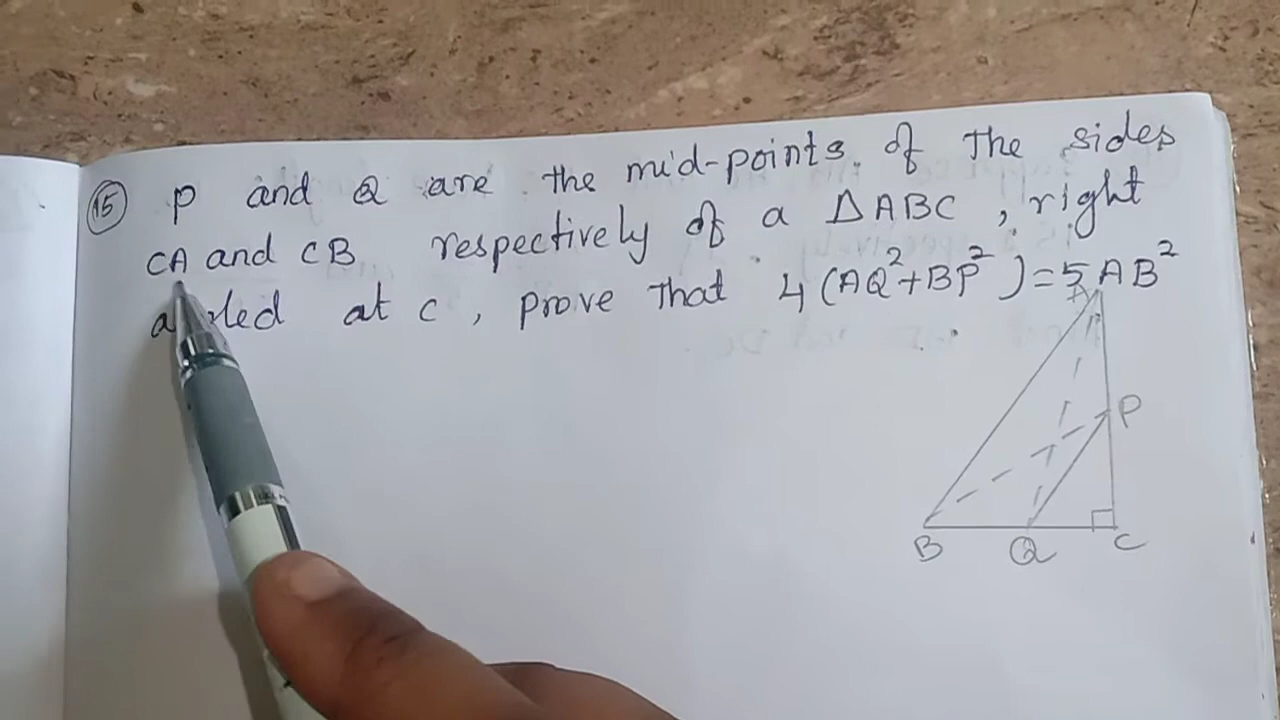 15 P and Q are the mid-points of the sides
CA and CB respectively of a ΔABC, right
at C, prove that 4(AQ²+BP²)=5AB²
A
P
B Q C